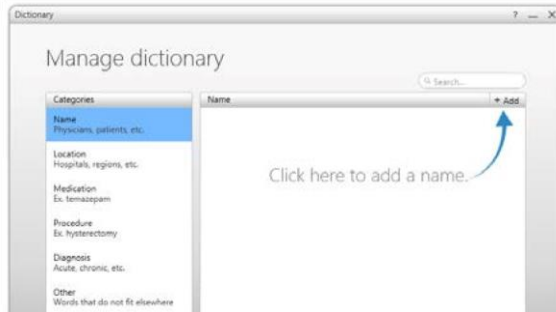 Dictionary
?
Manage dictionary
Search...
Categories
Name
+ Add
Name
Physicians, patients, etc.
Location
Hospitals, regions, etc.
Medication
Ex. temazepam
Procedure
Ex. hysterectomy
Diagnosis
Acute, chronic, etc.
Other
Words that do not fit elsewhere
Click here to add a name.